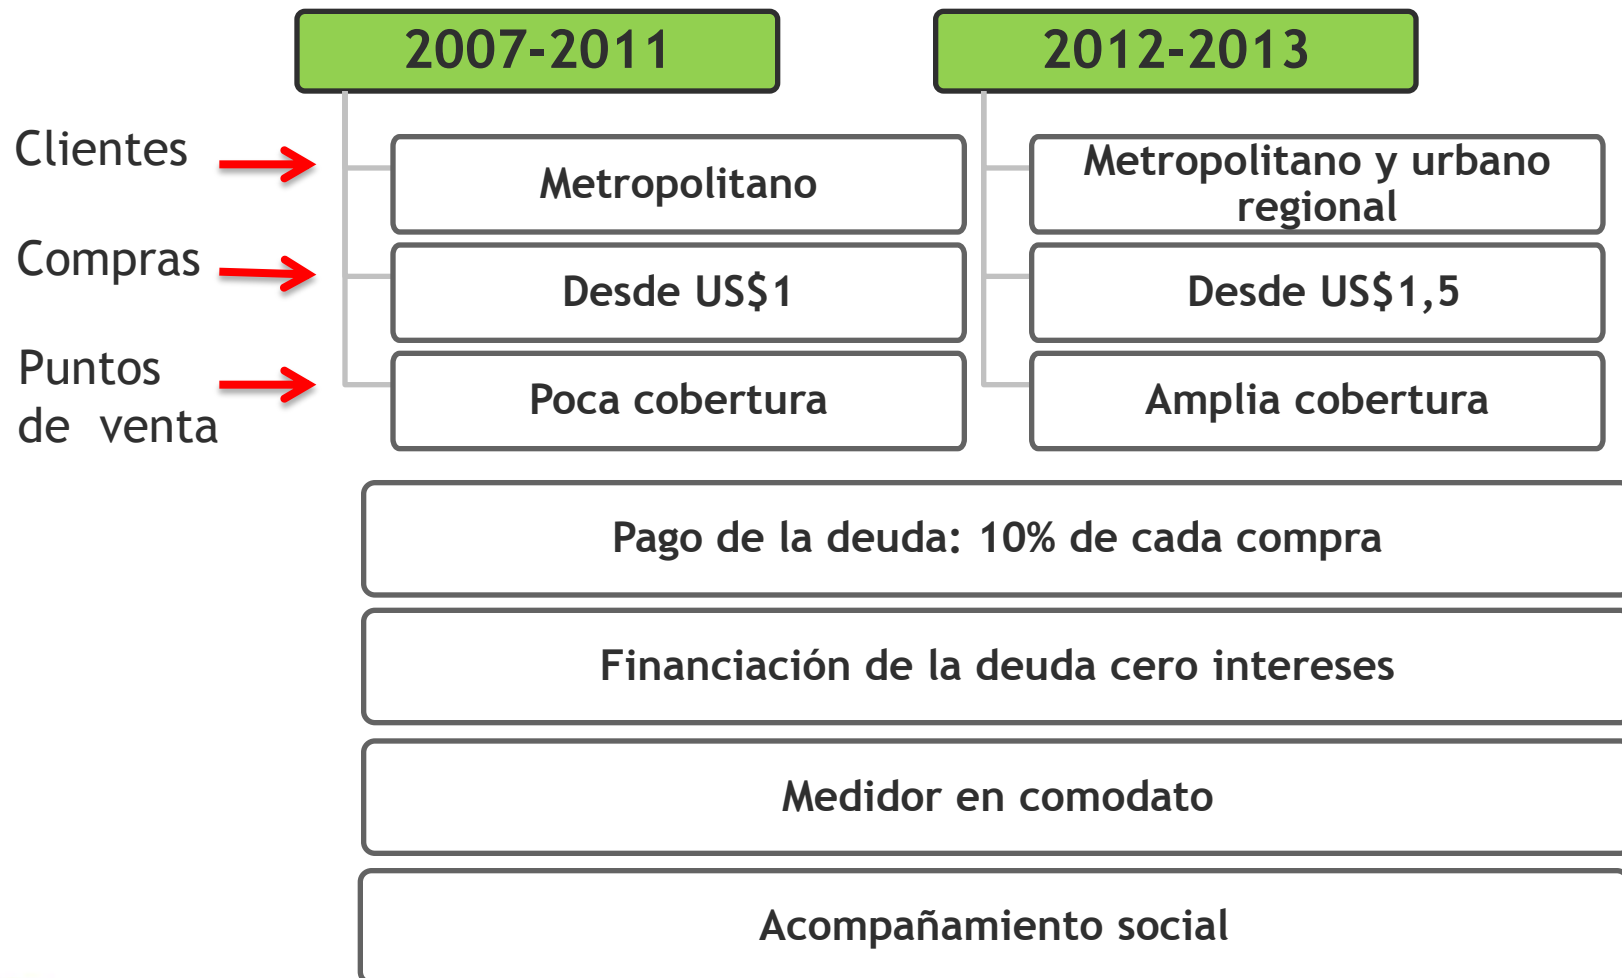 2007-2011
2012-2013
Clientes
Metropolitano
Metropolitano y urbano
regional
Compras
Desde US$1
Desde US$1,5
Puntos
de venta
Poca cobertura
Amplia cobertura
Pago de la deuda: 10% de cada compra
Financiación de la deuda cero intereses
Medidor en comodato
Acompañamiento social